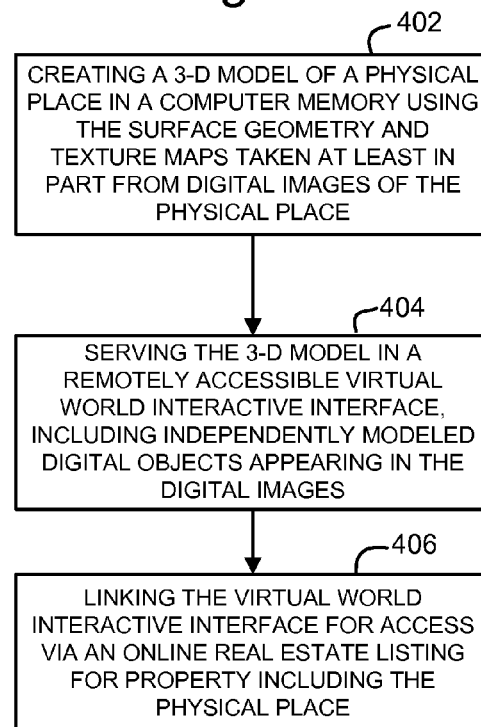 402
CREATING A 3-D MODEL OF A PHYSICAL
PLACE IN A COMPUTER MEMORY USING
THE SURFACE GEOMETRY AND
TEXTURE MAPS TAKEN AT LEAST IN
PART FROM DIGITAL IMAGES OF THE
PHYSICAL PLACE
404
SERVING THE 3-D MODEL IN A
REMOTELY ACCESSIBLE VIRTUAL
WORLD INTERACTIVE INTERFACE,
INCLUDING INDEPENDENTLY MODELED
DIGITAL OBJECTS APPEARING IN THE
DIGITAL IMAGES
406
LINKING THE VIRTUAL WORLD
INTERACTIVE INTERFACE FOR ACCESS
VIA AN ONLINE REAL ESTATE LISTING
FOR PROPERTY INCLUDING THE
PHYSICAL PLACE